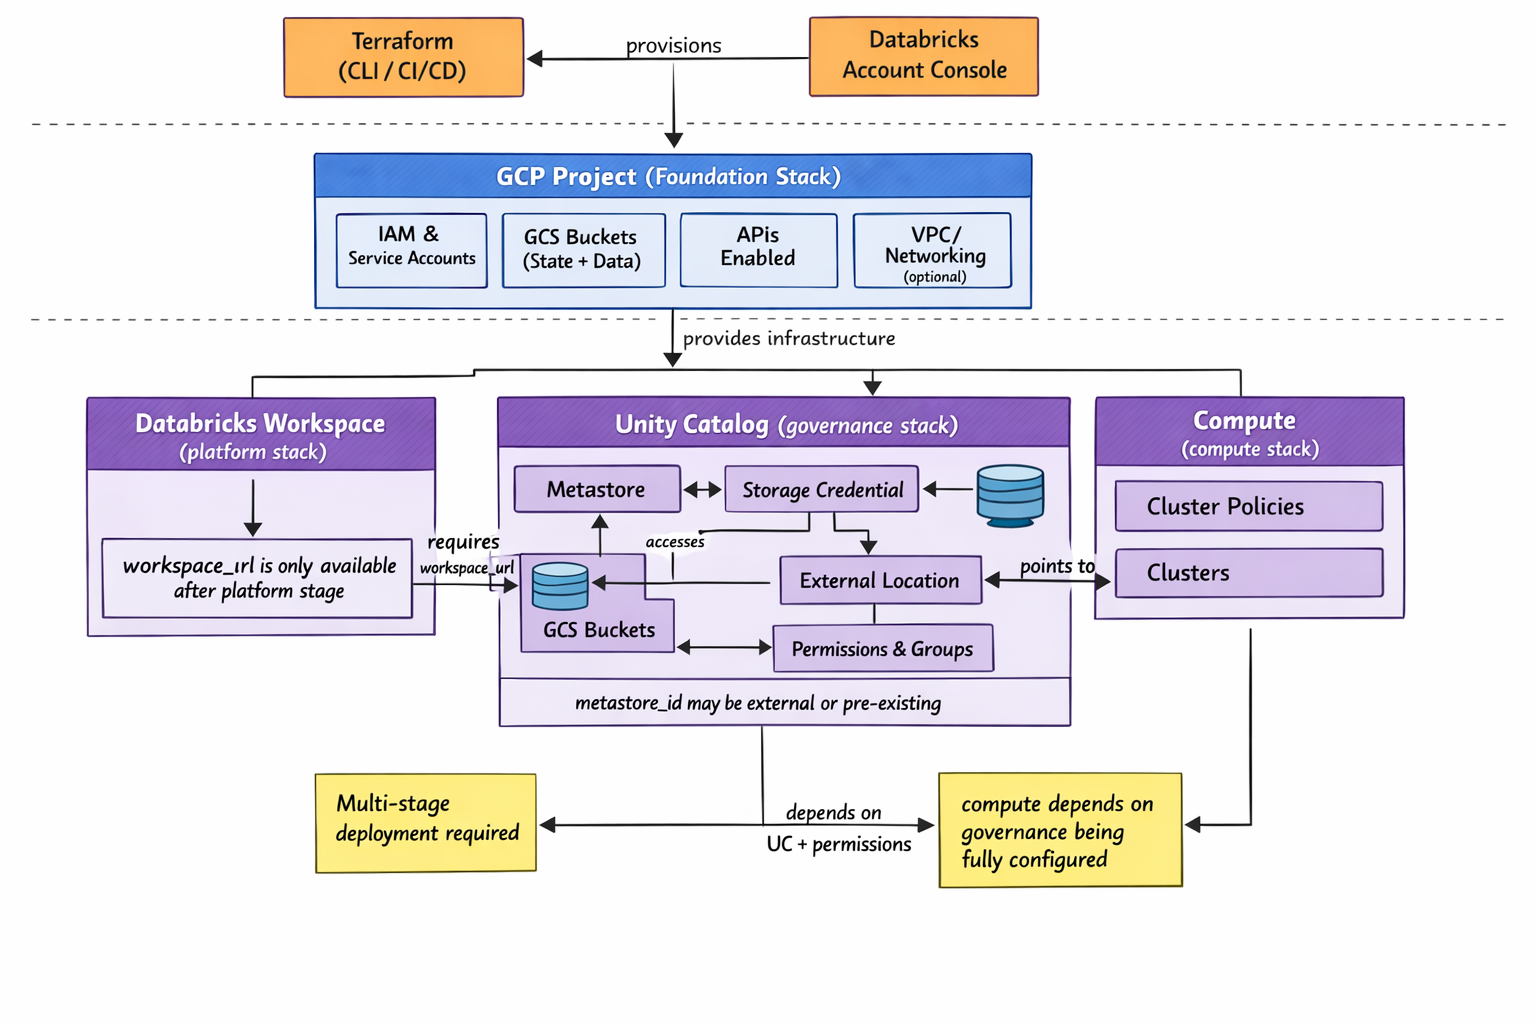 Terraform
(CLI / CI/CD)
provisions
Databricks
Account Console
GCP Project (Foundation Stack)
IAM &
Service Accounts
GCS Buckets
(State + Data)
APis
Enabled
VPC/
Networking
(optional)
provides infrastructure
Databricks Workspace
(platform stack)
workspace_url is only available
after platform stage
requires
workspace_url
Unity Catalog (governance stack)
Metastore
Storage Credential
accesses
External Location
GCS Buckets
Permissions & Groups
metastore_id may be external or pre-existing
points to
Compute
(compute stack)
Cluster Policies
Clusters
Multi-stage
deployment required
depends on
UC + permissions
compute depends on
governance being
fully configured